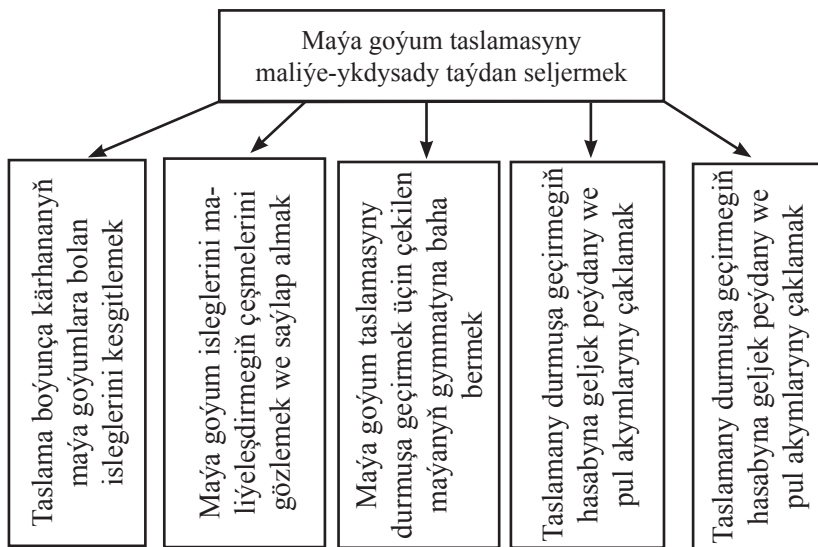 Maýa goýum taslamasyny
maliýe-ykdysady taýdan seljermek
Taslama boýunça kärhananyň
maýa goýumlara bolan
isleglerini kesgitlemek
Maýa goýum isleglerini ma-
liýeleşdirmegiň çeşmelerini
gözlemek we saýlap almak
Maýa goýum taslamasyny
durmuşa geçirmek üçin çekilen
maýanyň gymmatyna baha
bermek
Taslamany durmuşa geçirmegiň
hasabyna geljek peýdany we
pul akymlaryny çaklamak
Taslamany durmuşa geçirmegiň
hasabyna geljek peýdany we
pul akymlaryny çaklamak